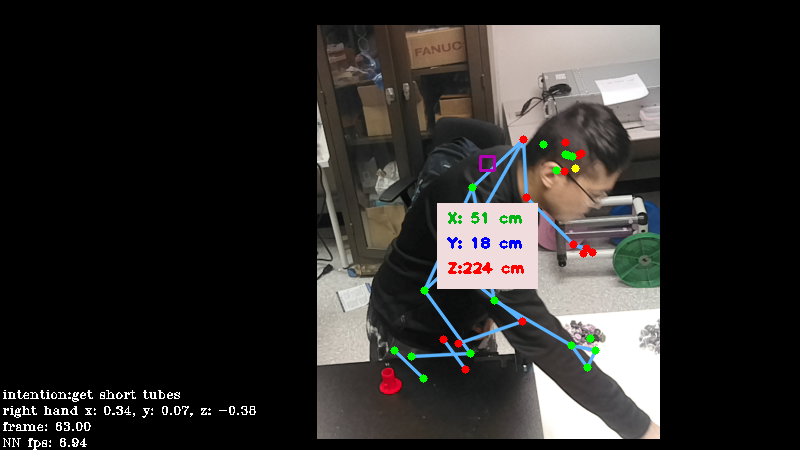 FANUC
X: 51 cm
Y: 18 cm
Z:224 cm
intention:get short tubes
right hand x: 0.34, y: 0.07, z: -0.38
frame: 63.00
NN fps: 6.94